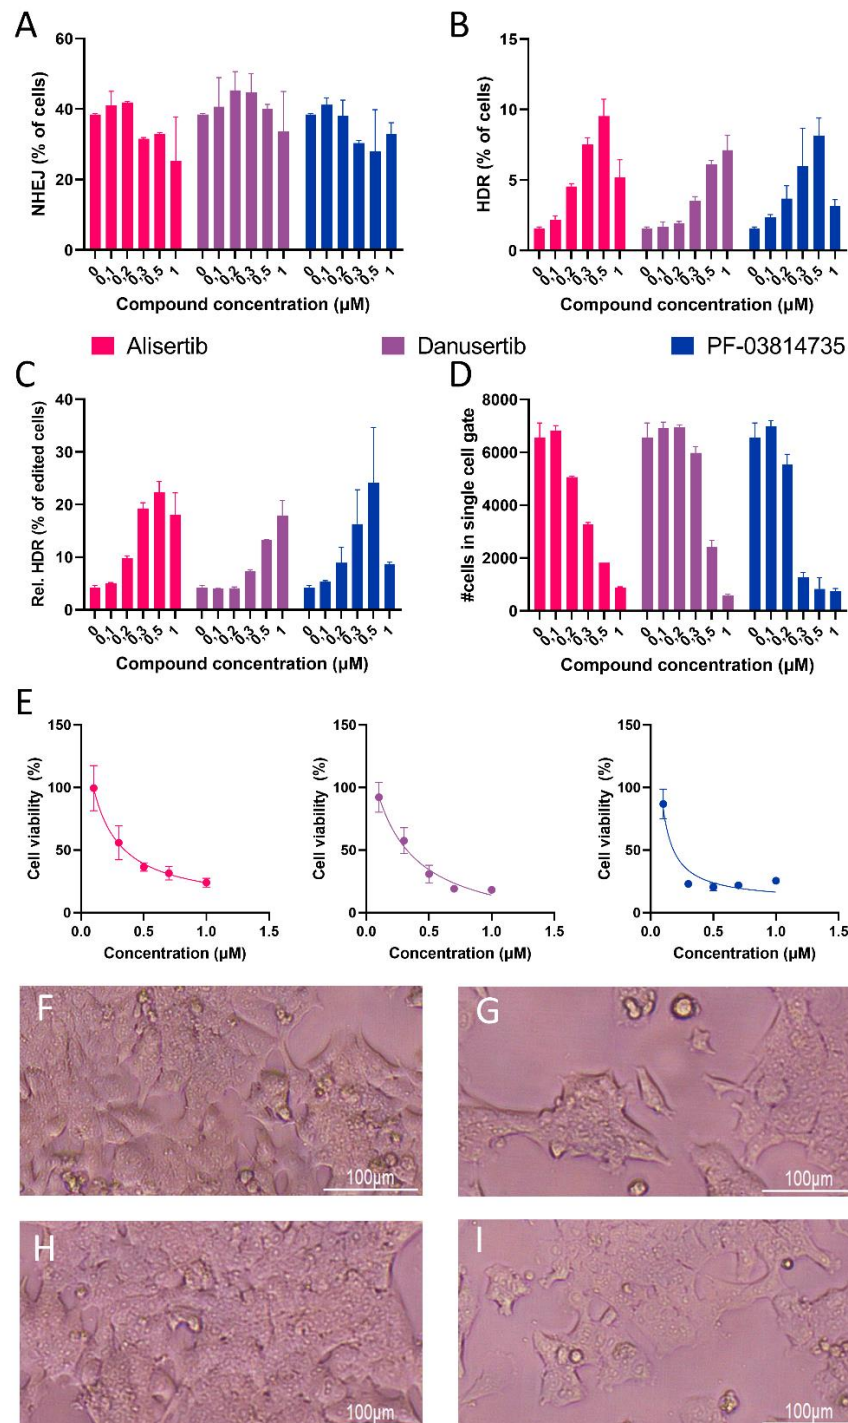 A
NHEJ (% of cells)
60
40
20
0
0 0,1 0,2 0,3 0,5 1 0 0,1 0,2 0,3 0,5 1 0 0,1 0,2 0,3 0,5 1
Compound concentration (µM)
B
HDR (% of cells)
15
10
5
0
0 0,1 0,2 0,3 0,5 1 0 0,1 0,2 0,3 0,5 1 0 0,1 0,2 0,3 0,5 1
Compound concentration (µM)
Alisertib Danusertib PF-03814735
C
Rel. HDR (% of edited cells)
40
30
20
10
0
0 0,1 0,2 0,3 0,5 1 0 0,1 0,2 0,3 0,5 1 0 0,1 0,2 0,3 0,5 1
Compound concentration (µM)
D
#cells in single cell gate
8000
6000
4000
2000
0
0 0,1 0,2 0,3 0,5 1 0 0,1 0,2 0,3 0,5 1 0 0,1 0,2 0,3 0,5 1
Compound concentration (µM)
E
Cell viability (%)
150
100
50
0
0.0 0.5 1.0 1.5
Concentration (µM)
Cell viability (%)
150
100
50
0
0.0 0.5 1.0 1.5
Concentration (µM)
Cell viability (%)
150
100
50
0
0.0 0.5 1.0 1.5
Concentration (µM)
F
100µm
G
100µm
H
100µm
I
100µm